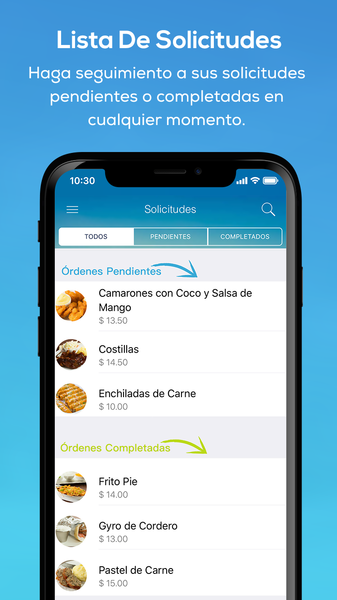 Lista De Solicitudes
Haga seguimiento a sus solicitudes
pendientes o completadas en
cualquier momento.
10:30
Solicitudes
TODOS PENDIENTES COMPLETADOS
Órdenes Pendientes
Camarones con Coco y Salsa de
Mango
$ 13.50
Costillas
$ 14.50
Enchiladas de Carne
$ 10.00
Órdenes Completadas
Frito Pie
$ 14.00
Gyro de Cordero
$ 13.00
Pastel de Carne
$ 15.00